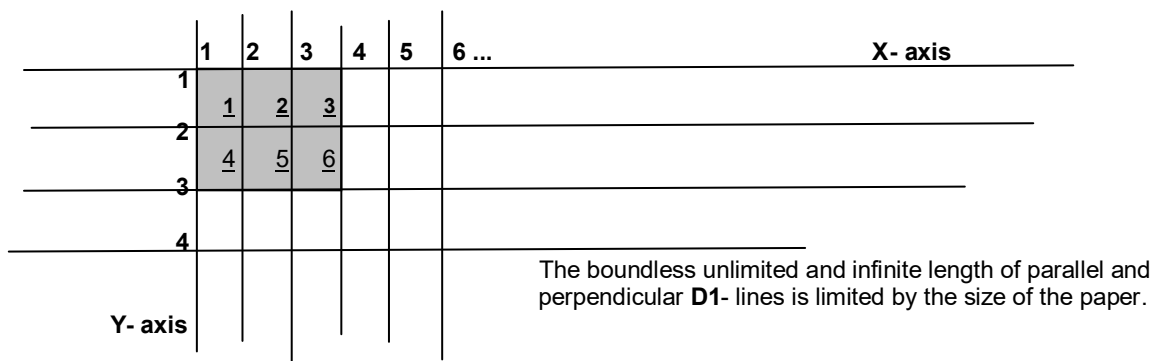 1 2 3 4 5 6 ... X- axis
1
1 2 3
2
4 5 6
3
4
The boundless unlimited and infinite length of parallel and
perpendicular D1- lines is limited by the size of the paper.
Y- axis